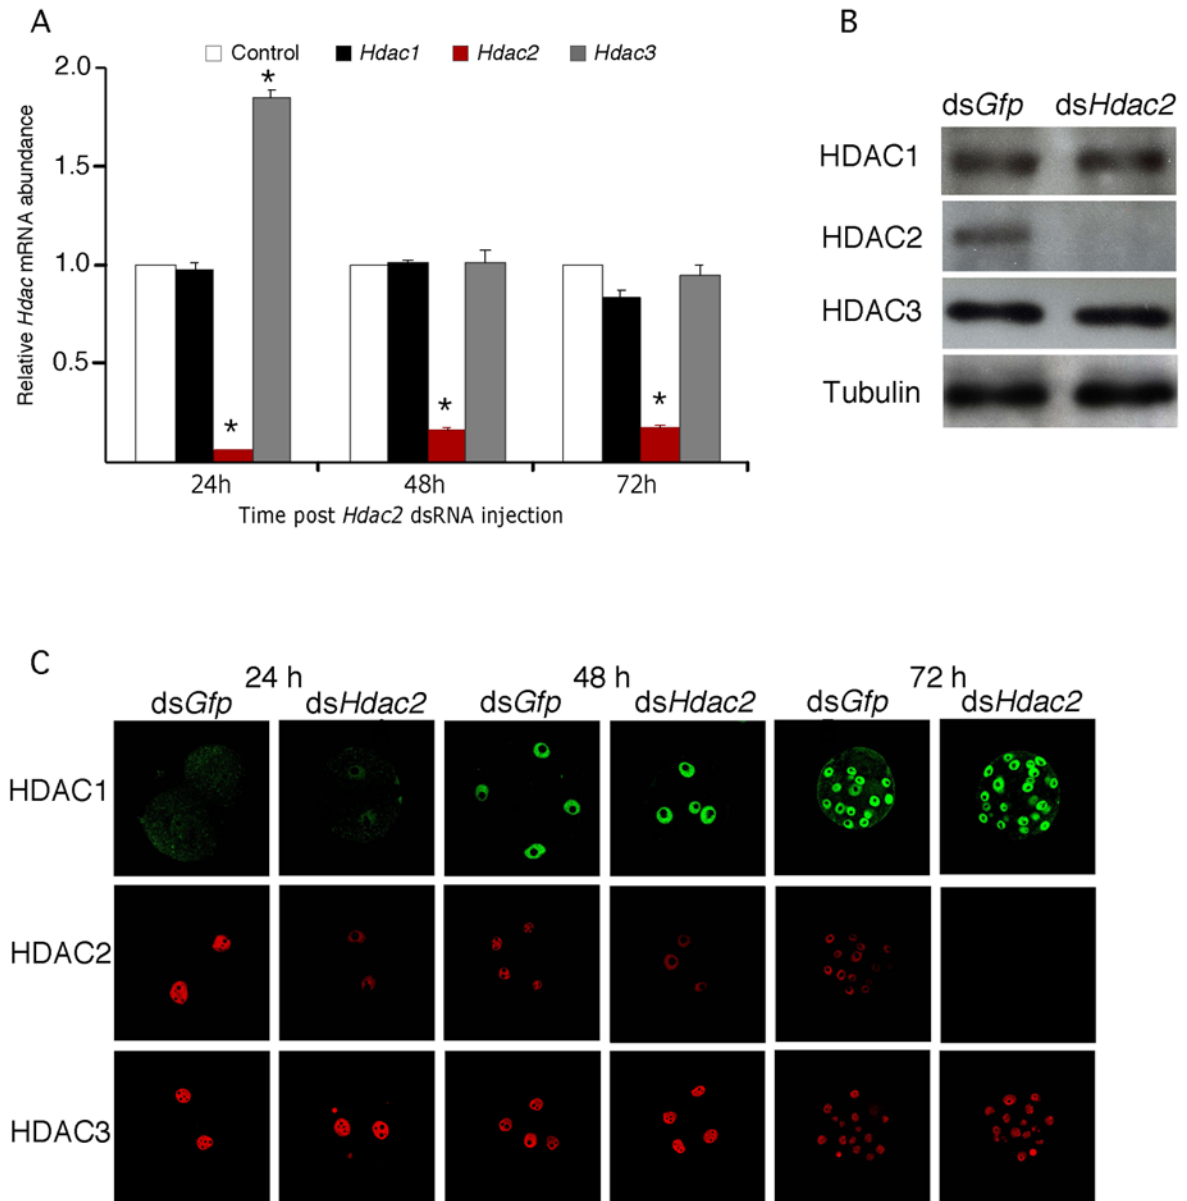 A
B
Control Hdac1 Hdac2 Hdac3
Relative Hdac mRNA abundance
2.0
1.5
1.0
0.5
*
*
*
*
24h 48h 72h
Time post Hdac2 dsRNA injection
dsGfp dsHdac2
HDAC1
HDAC2
HDAC3
Tubulin
C
24 h 48 h 72 h
dsGfp dsHdac2 dsGfp dsHdac2 dsGfp dsHdac2
HDAC1
HDAC2
HDAC3